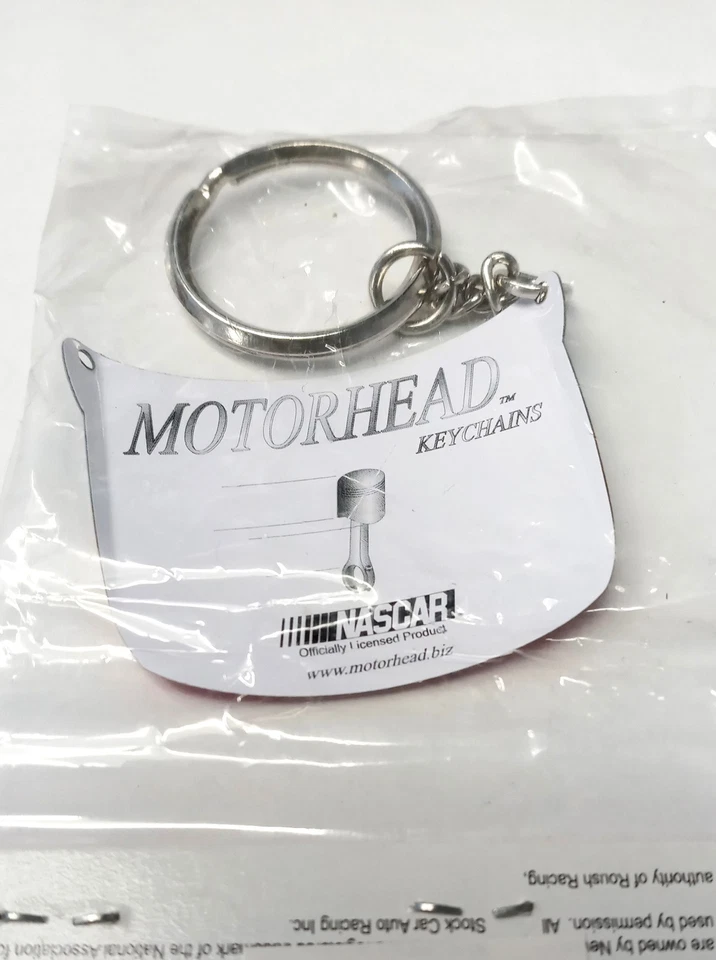 MOTORHEAD™
KEYCHAINS
NASCAR
Officially Licensed Product
www.motorhead.biz
of the National Association
Stock Car Auto Racing Inc.
are owned by
used by permission. All
authority of Roush Racing.